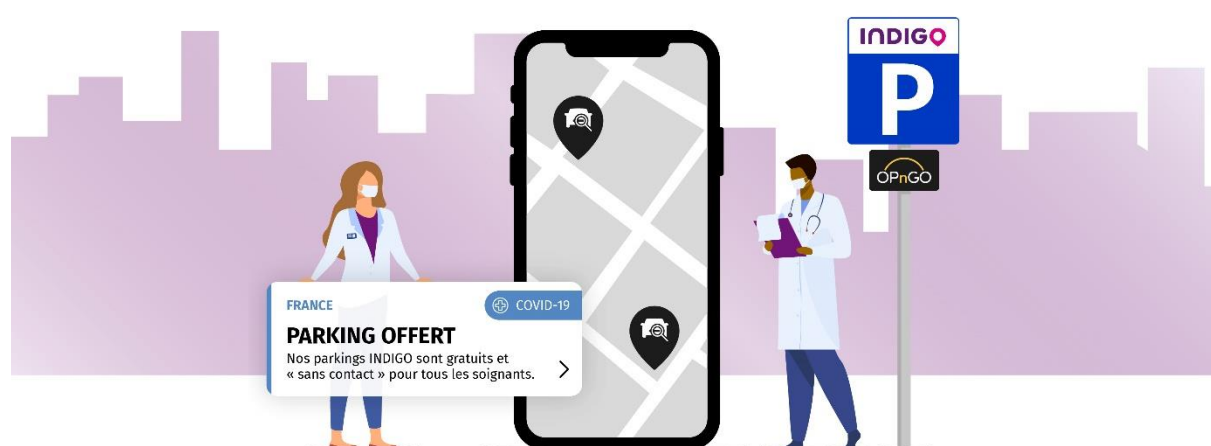 INDIGO
P
OPnGO
FRANCE
COVID-19
PARKING OFFERT
Nos parkings INDIGO sont gratuits et
« sans contact » pour tous les soignants.